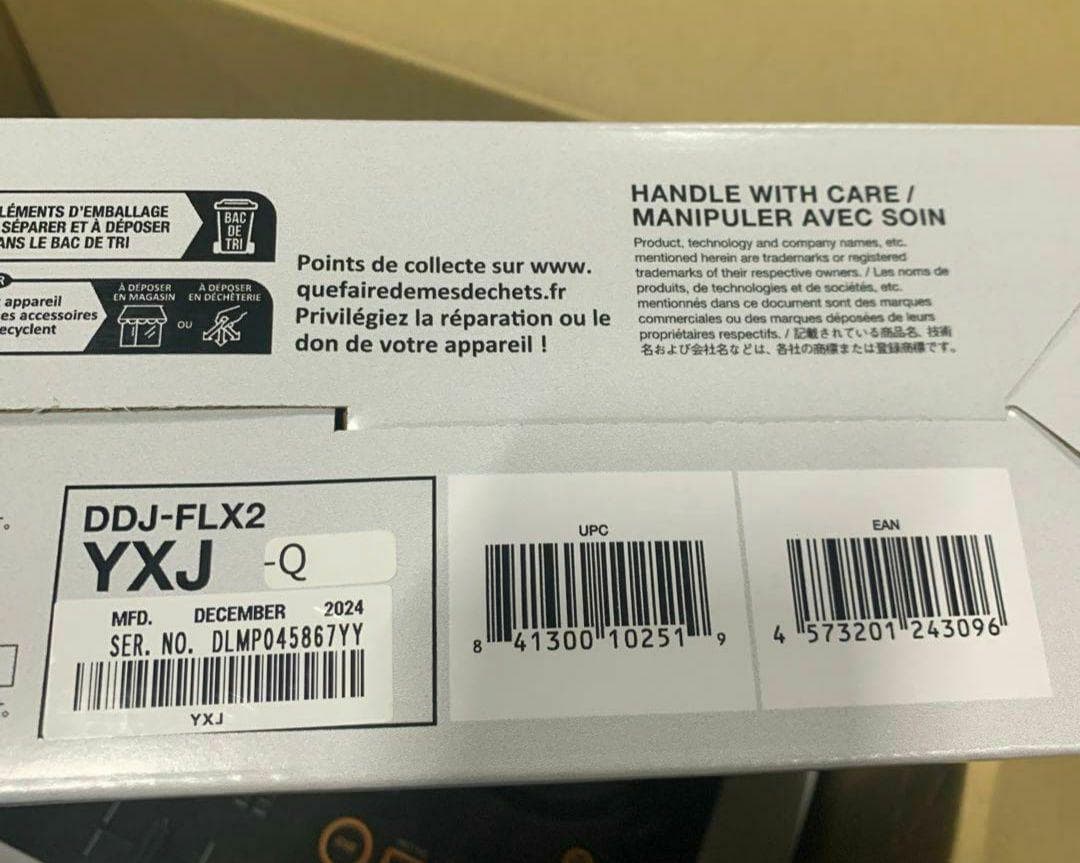 LÉMENTS D'EMBALLAGE
SÉPARER ET À DÉPOSER
ANS LE BAC DE TRI
BAC
DE
TRI
appareil
es accessoires
ecyclent
À DÉPOSER
EN MAGASIN
OU
À DÉPOSER
EN DÉCHÈTERIE
Points de collecte sur www.
quefairedemesdechets.fr
Privilégiez la réparation ou le
don de votre appareil !
HANDLE WITH CARE /
MANIPULER AVEC SOIN
Product, technology and company names, etc.
mentioned herein are trademarks or registered
trademarks of their respective owners. / Les noms de
produits, de technologies et de sociétés, etc.
mentionnés dans ce document sont des marques
commerciales ou des marques déposées de leurs
propriétaires respectifs. / 記載されている商品名、技術
名および会社名などは、各社の商標または登録商標です。
DDJ-FLX2
YXJ -Q
MFD. DECEMBER 2024
SER. NO. DLMP045867YY
YXJ
UPC
8 41300 10251 9
EAN
4 573201 243096